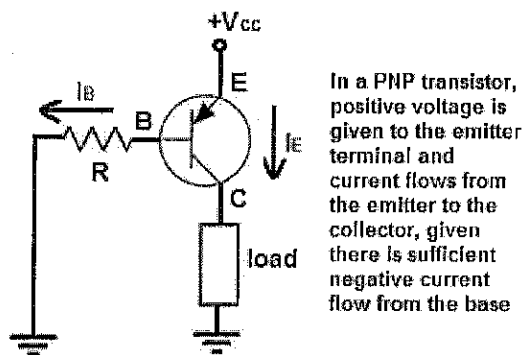 +Vcc
E
IB
B
IE
R
C
load
In a PNP transistor,
positive voltage is
given to the emitter
terminal and
current flows from
the emitter to the
collector, given
there is sufficient
negative current
flow from the base